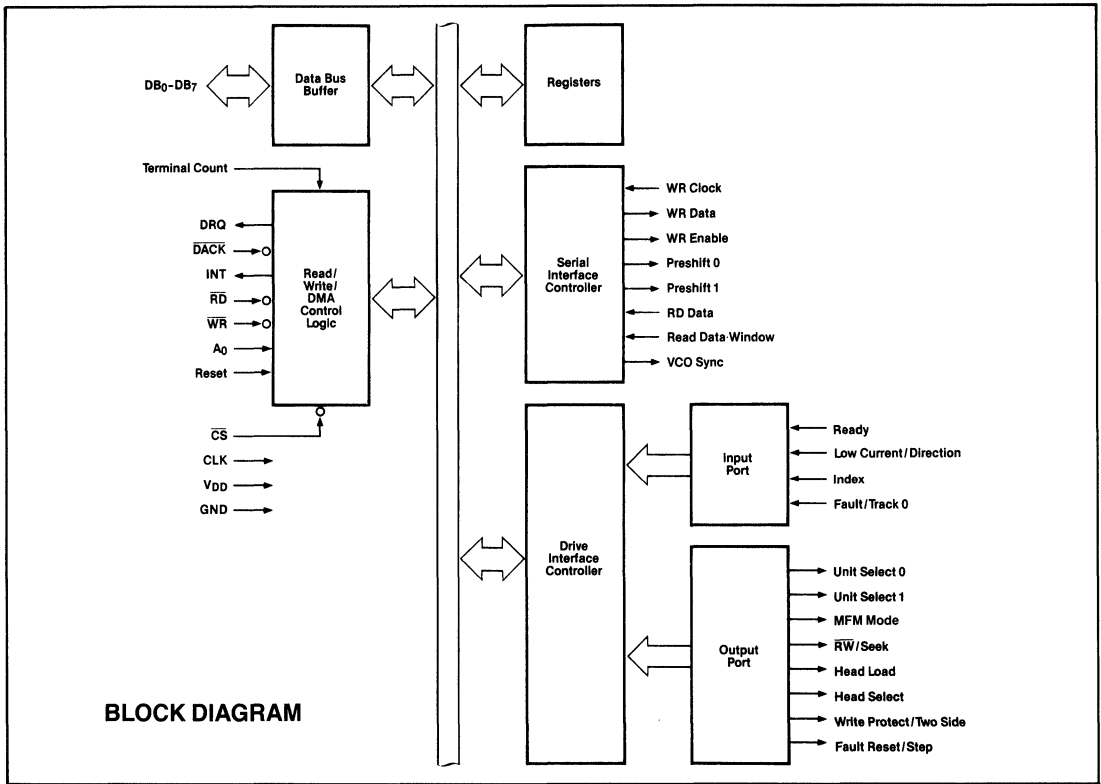 DB0-DB7
Data Bus
Buffer
Registers
Terminal Count
DRQ
DACK
INT
RD
WR
A0
Reset
CS
CLK
VDD
GND
Read/
Write/
DMA
Control
Logic
Serial
Interface
Controller
WR Clock
WR Data
WR Enable
Preshift 0
Preshift 1
RD Data
Read Data Window
VCO Sync
Drive
Interface
Controller
Input
Port
Ready
Low Current/Direction
Index
Fault/Track 0
Output
Port
Unit Select 0
Unit Select 1
MFM Mode
RW/Seek
Head Load
Head Select
Write Protect/Two Side
Fault Reset/Step
BLOCK DIAGRAM